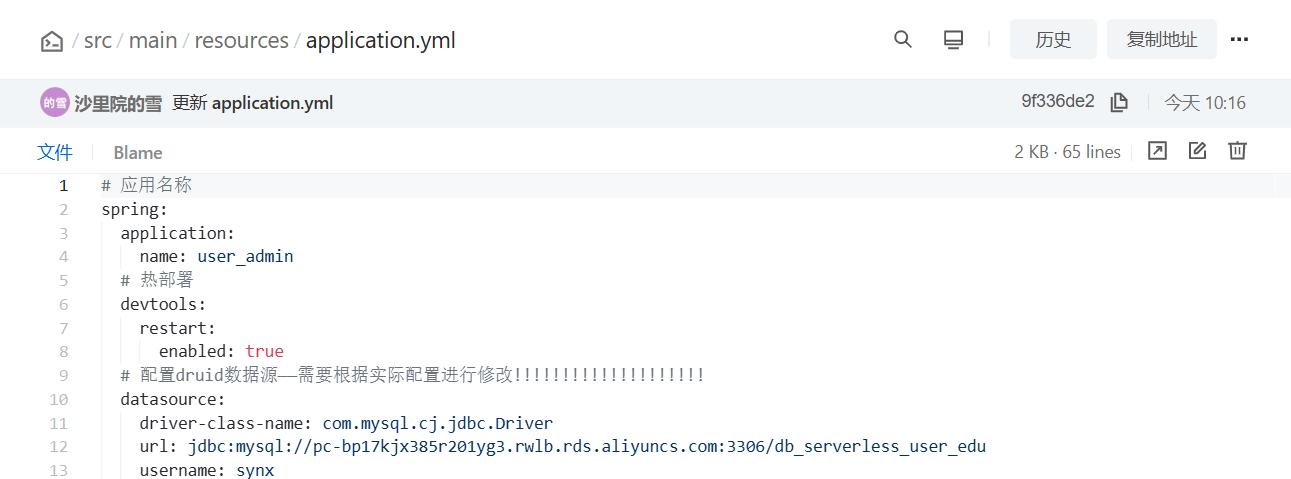 / src / main / resources / application.yml 历史 复制地址 ...
的雪 沙里院的雪 更新 application.yml 9f336de2 今天 10:16
文件 Blame 2 KB · 65 lines
1 # 应用名称
2 spring:
3 application:
4 name: user_admin
5 # 热部署
6 devtools:
7 restart:
8 enabled: true
9 # 配置druid数据源——需要根据实际配置进行修改!!!!!!!!!!!!!!!!!!!!
10 datasource:
11 driver-class-name: com.mysql.cj.jdbc.Driver
12 url: jdbc:mysql://pc-bp17kjx385r201yg3.rwlb.rds.aliyuncs.com:3306/db_serverless_user_edu
13 username: synx